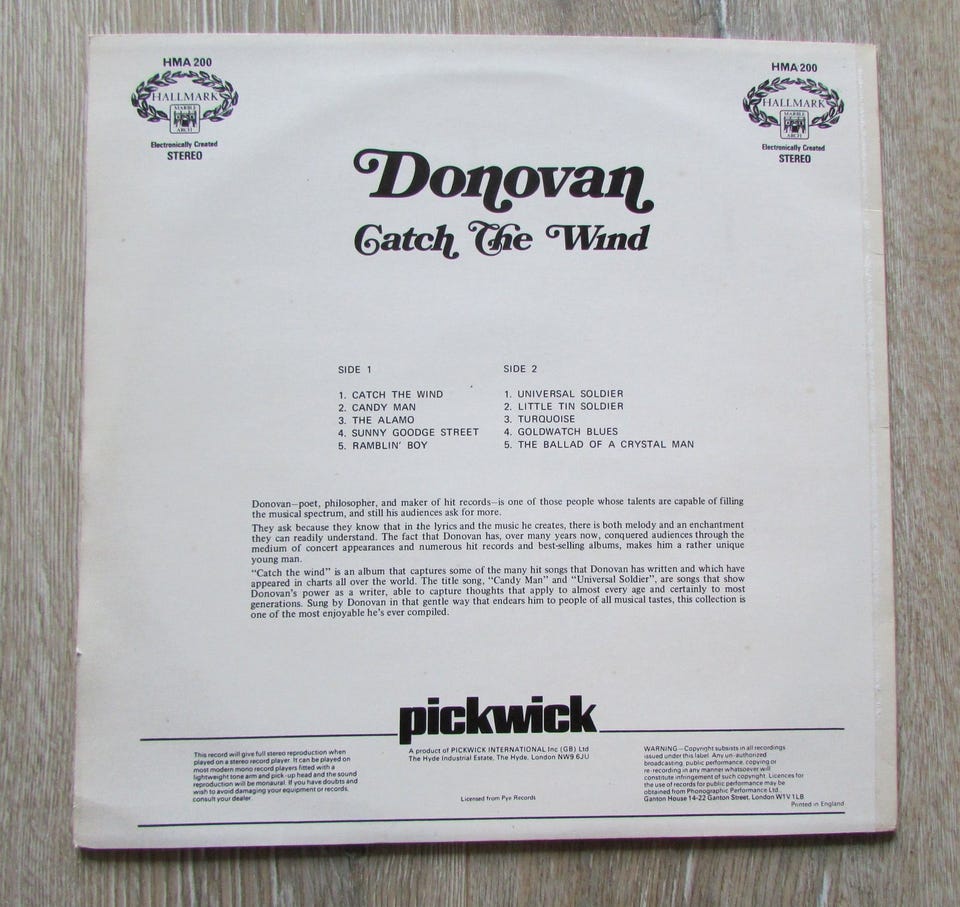 HMA 200
HALLMARK
MARBLE
ARCH
Electronically Created
STEREO
HMA 200
HALLMARK
MARBLE
ARCH
Electronically Created
STEREO
Donovan
Catch The Wind
SIDE 1
1. CATCH THE WIND
2. CANDY MAN
3. THE ALAMO
4. SUNNY GOODGE STREET
5. RAMBLIN' BOY
SIDE 2
1. UNIVERSAL SOLDIER
2. LITTLE TIN SOLDIER
3. TURQUOISE
4. GOLDWATCH BLUES
5. THE BALLAD OF A CRYSTAL MAN
Donovan—poet, philosopher, and maker of hit records—is one of those people whose talents are capable of filling
the musical spectrum, and still his audiences ask for more.
They ask because they know that in the lyrics and the music he creates, there is both melody and an enchantment
they can readily understand. The fact that Donovan has, over many years now, conquered audiences through the
medium of concert appearances and numerous hit records and best-selling albums, makes him a rather unique
young man.
"Catch the wind" is an album that captures some of the many hit songs that Donovan has written and which have
appeared in charts all over the world. The title song, "Candy Man" and "Universal Soldier", are songs that show
Donovan's power as a writer, able to capture thoughts that apply to almost every age and certainly to most
generations. Sung by Donovan in that gentle way that endears him to people of all musical tastes, this collection is
one of the most enjoyable he's ever compiled.
pickwick
This record will give full stereo reproduction when
played on a stereo record player. It can be played on
most modern mono record players fitted with a
lightweight tone arm and pick-up head and the sound
reproduction will be monaural. If you have doubts and
wish to avoid damaging your equipment or records,
consult your dealer.
A product of PICKWICK INTERNATIONAL Inc (GB) Ltd
The Hyde Industrial Estate, The Hyde, London NW9 6JU
Licensed from Pye Records
WARNING—Copyright subsists in all recordings
issued under this label. Any un-authorized
broadcasting, public performance, copying or
re-recording in any manner whatsoever will
constitute infringement of such copyright. Licences for
the use of records for public performance may be
obtained from Phonographic Performance Ltd.,
Ganton House 14-22 Ganton Street, London W1V 1LB
Printed in England